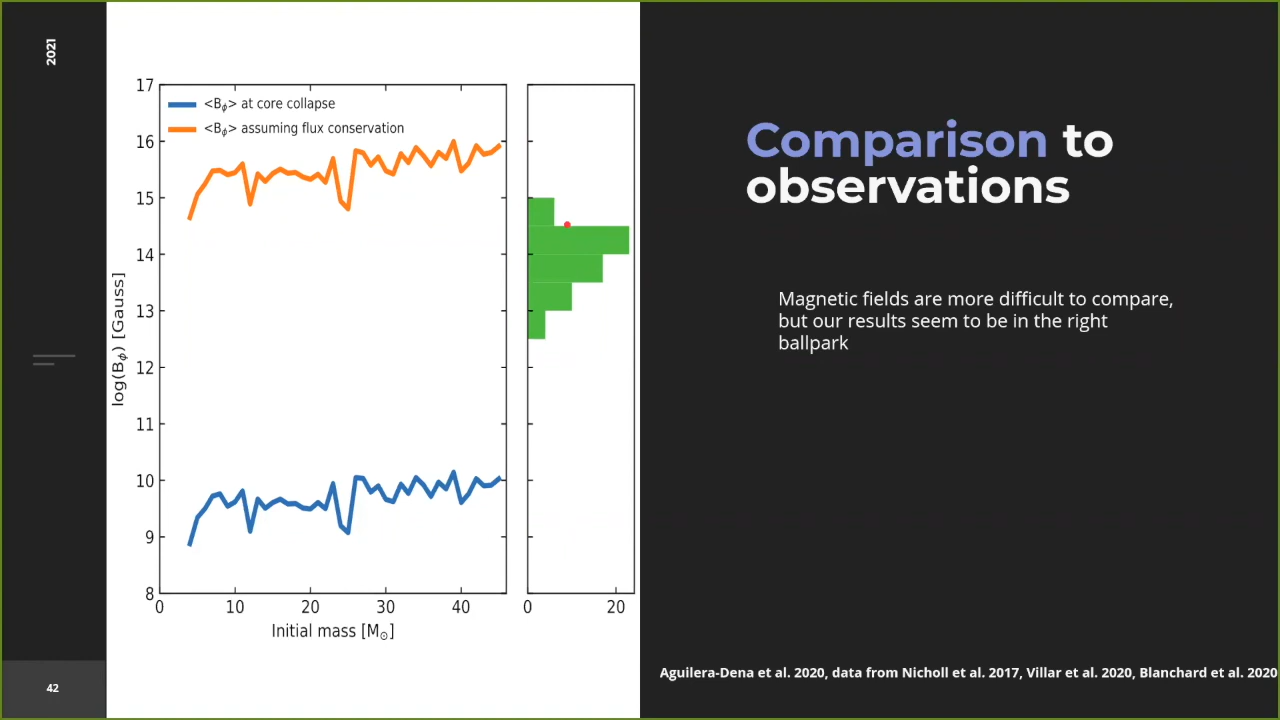 2021
17
16
15
14
13
12
11
10
9
8
log(Bϕ) [Gauss]
<Bϕ> at core collapse
<Bϕ> assuming flux conservation
0 10 20 30 40
0 20
Initial mass [M⊙]
Comparison to
observations
Magnetic fields are more difficult to compare,
but our results seem to be in the right
ballpark
Aguilera-Dena et al. 2020, data from Nicholl et al. 2017, Villar et al. 2020, Blanchard et al. 2020
42